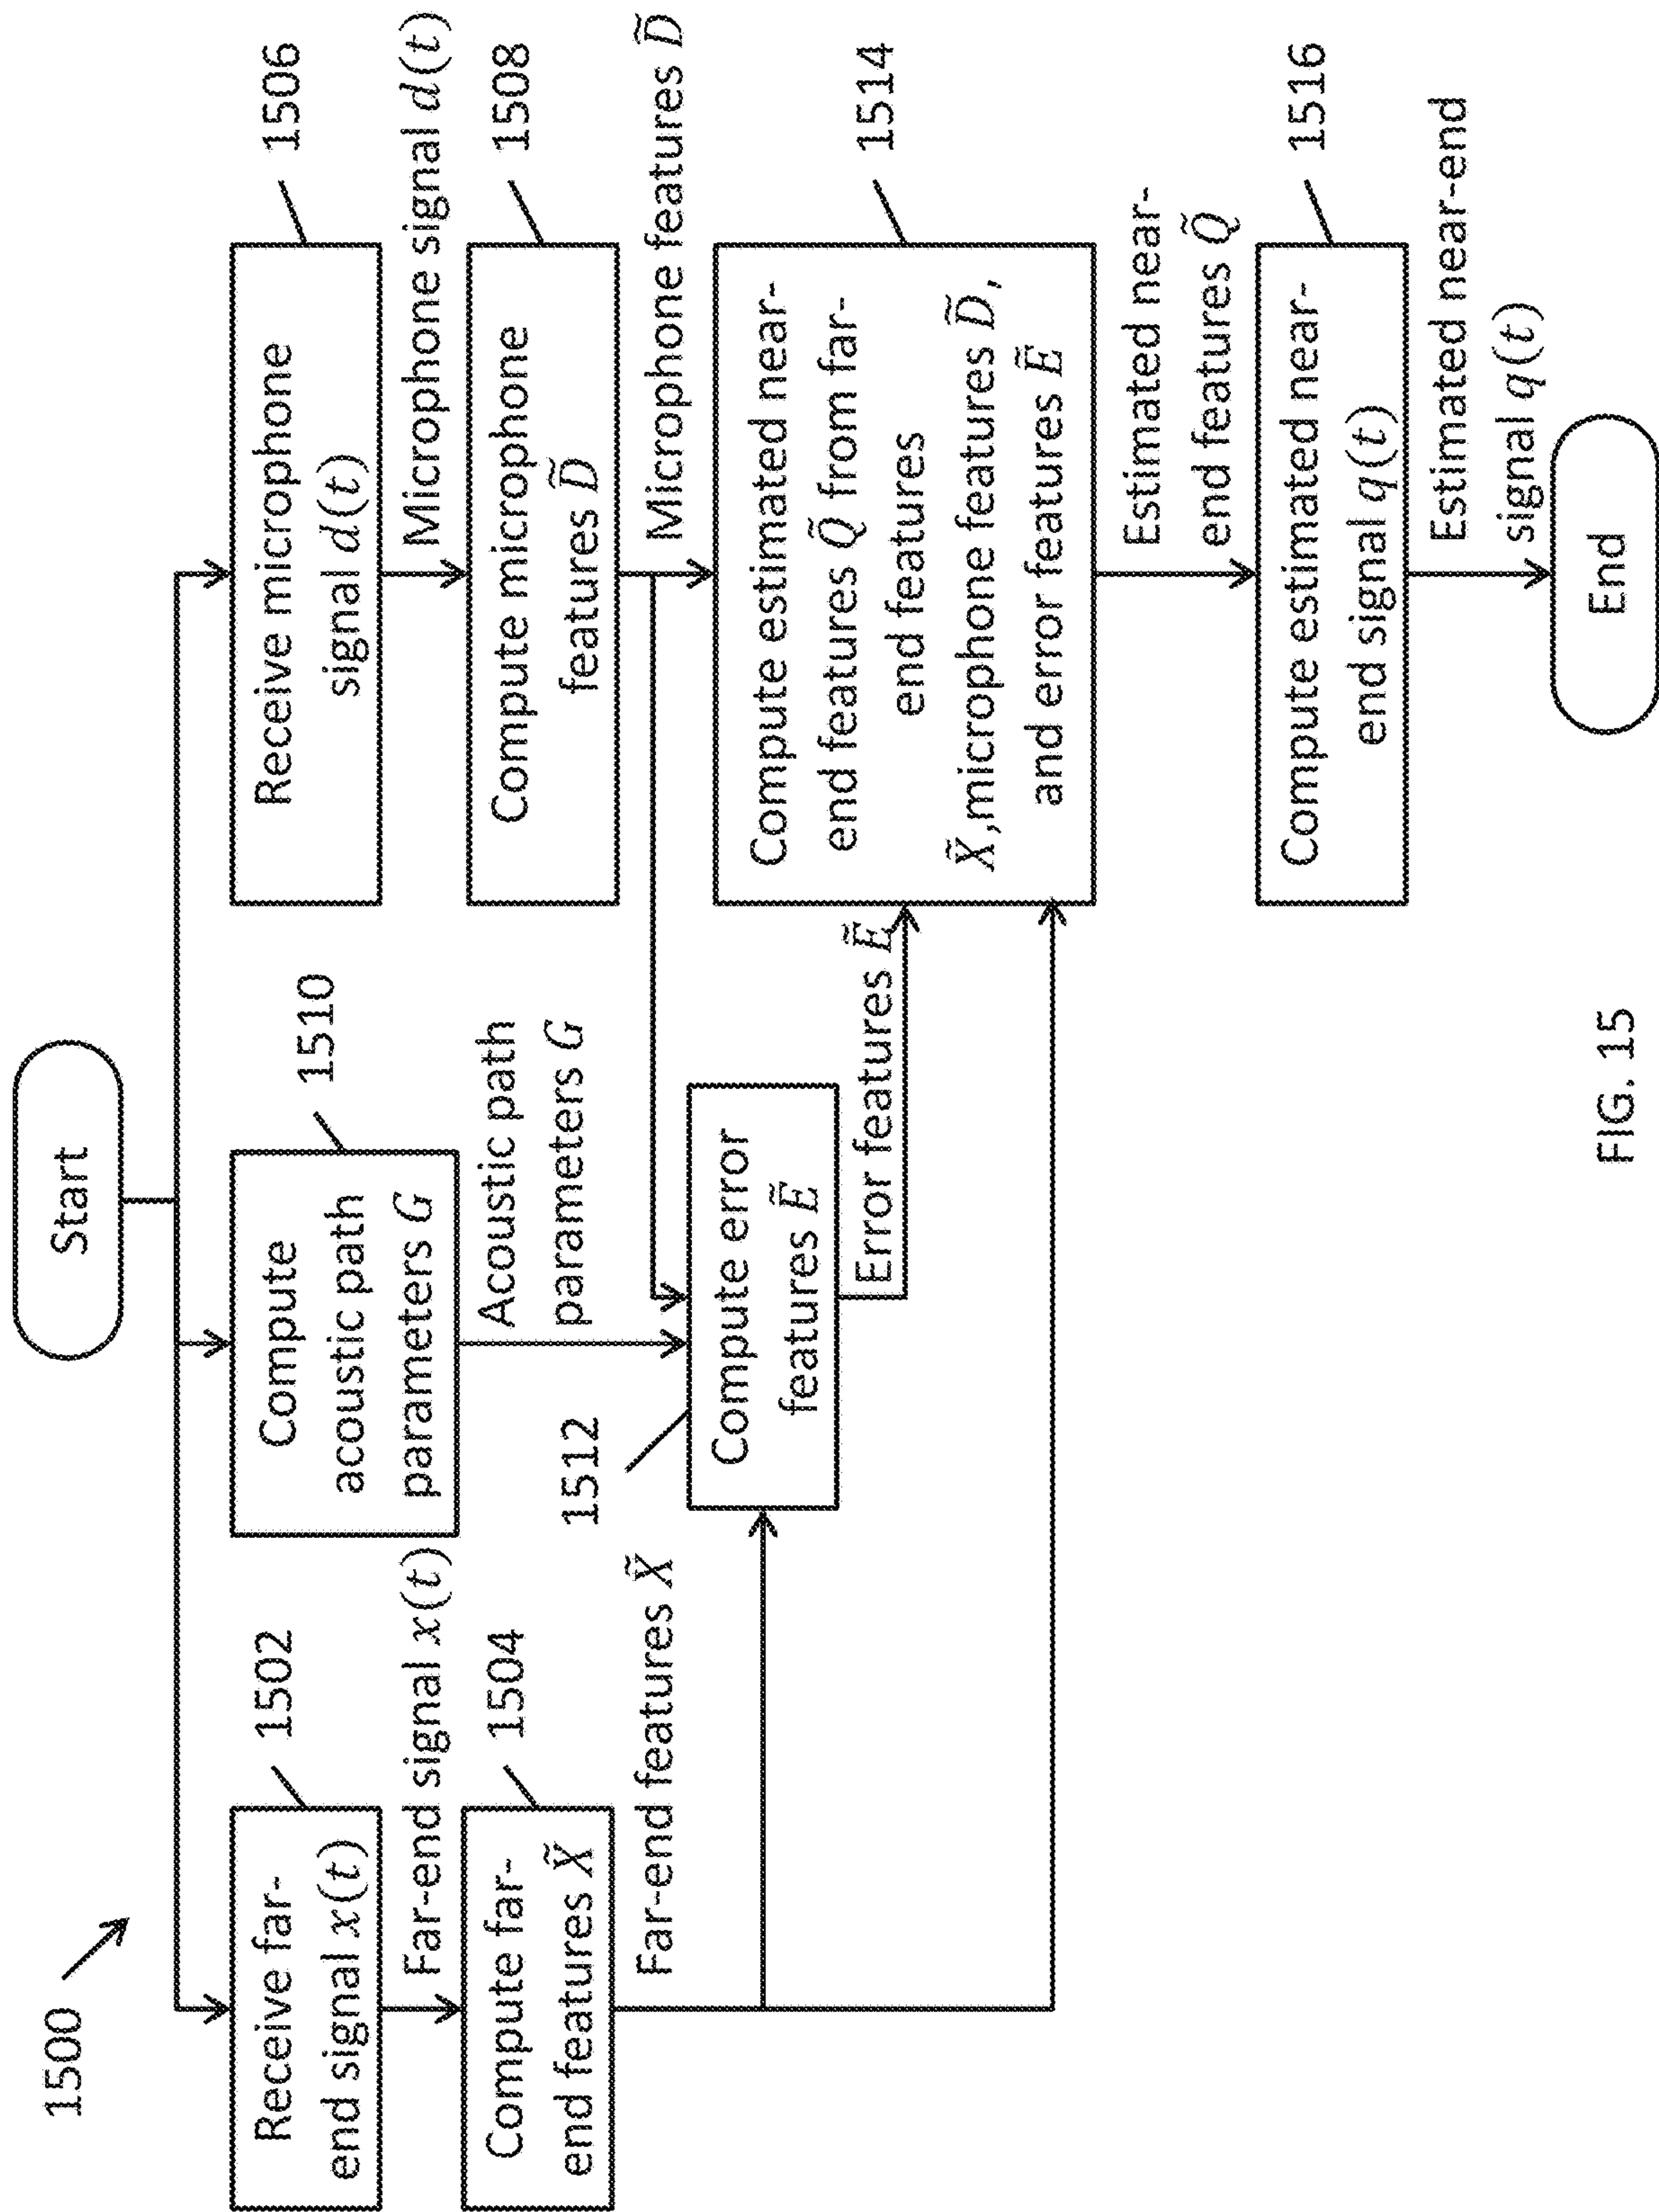 1500
Start
Receive far-
end signal x(t)
1502
Compute
acoustic path
parameters G
1510
Receive microphone
signal d(t)
1506
Far-end signal x(t)
Acoustic path
parameters G
Microphone signal d(t)
Compute far-
end features X̃
1504
Compute microphone
features D̃
1508
Far-end features X̃
Microphone features D̃
1512
Compute error
features Ẽ
Error features Ẽ
Compute estimated near-
end features Q̃ from far-
end features
X̃,microphone features D̃,
and error features Ẽ
1514
Estimated near-
end features Q̃
Compute estimated near-
end signal q(t)
1516
Estimated near-end
signal q(t)
End
FIG. 15